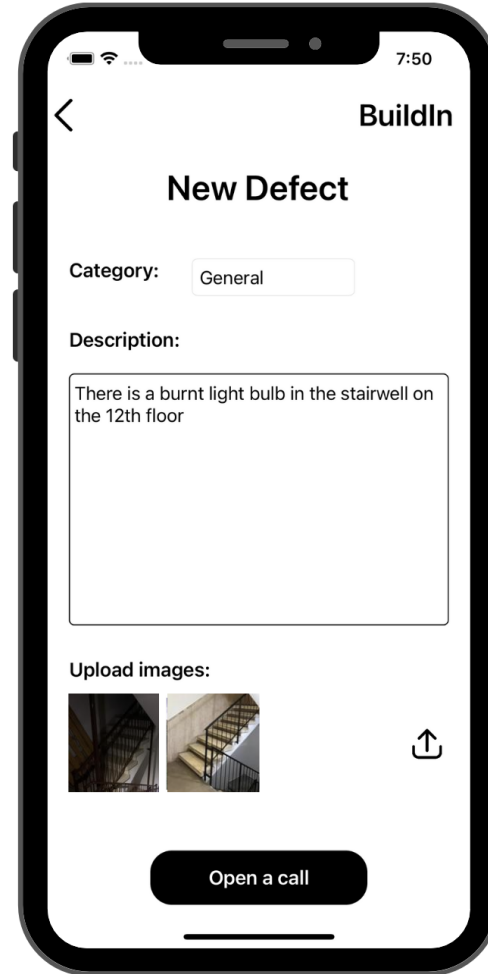 7:50
BuildIn
New Defect
Category:
General
Description:
There is a burnt light bulb in the stairwell on
the 12th floor
Upload images:
Open a call